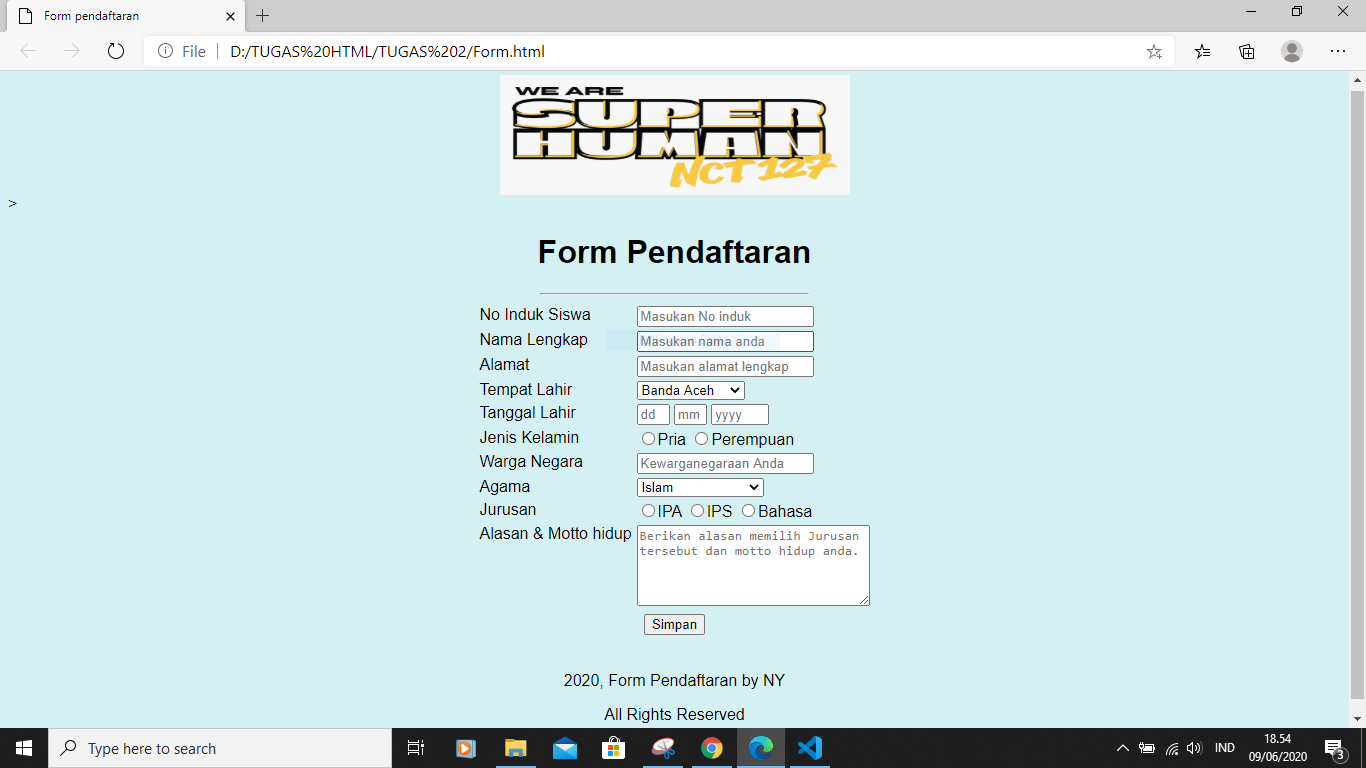 Form pendaftaran
File D:/TUGAS%20HTML/TUGAS%202/Form.html
WE ARE
SUPER
HUMAN
NCT 127
>
Form Pendaftaran
No Induk Siswa Masukan No induk
Nama Lengkap Masukan nama anda
Alamat Masukan alamat lengkap
Tempat Lahir Banda Aceh
Tanggal Lahir dd mm yyyy
Jenis Kelamin Pria Perempuan
Warga Negara Kewarganegaraan Anda
Agama Islam
Jurusan IPA IPS Bahasa
Alasan & Motto hidup Berikan alasan memilih Jurusan
tersebut dan motto hidup anda.
Simpan
2020, Form Pendaftaran by NY
All Rights Reserved
Type here to search
IND
18.54
09/06/2020
3